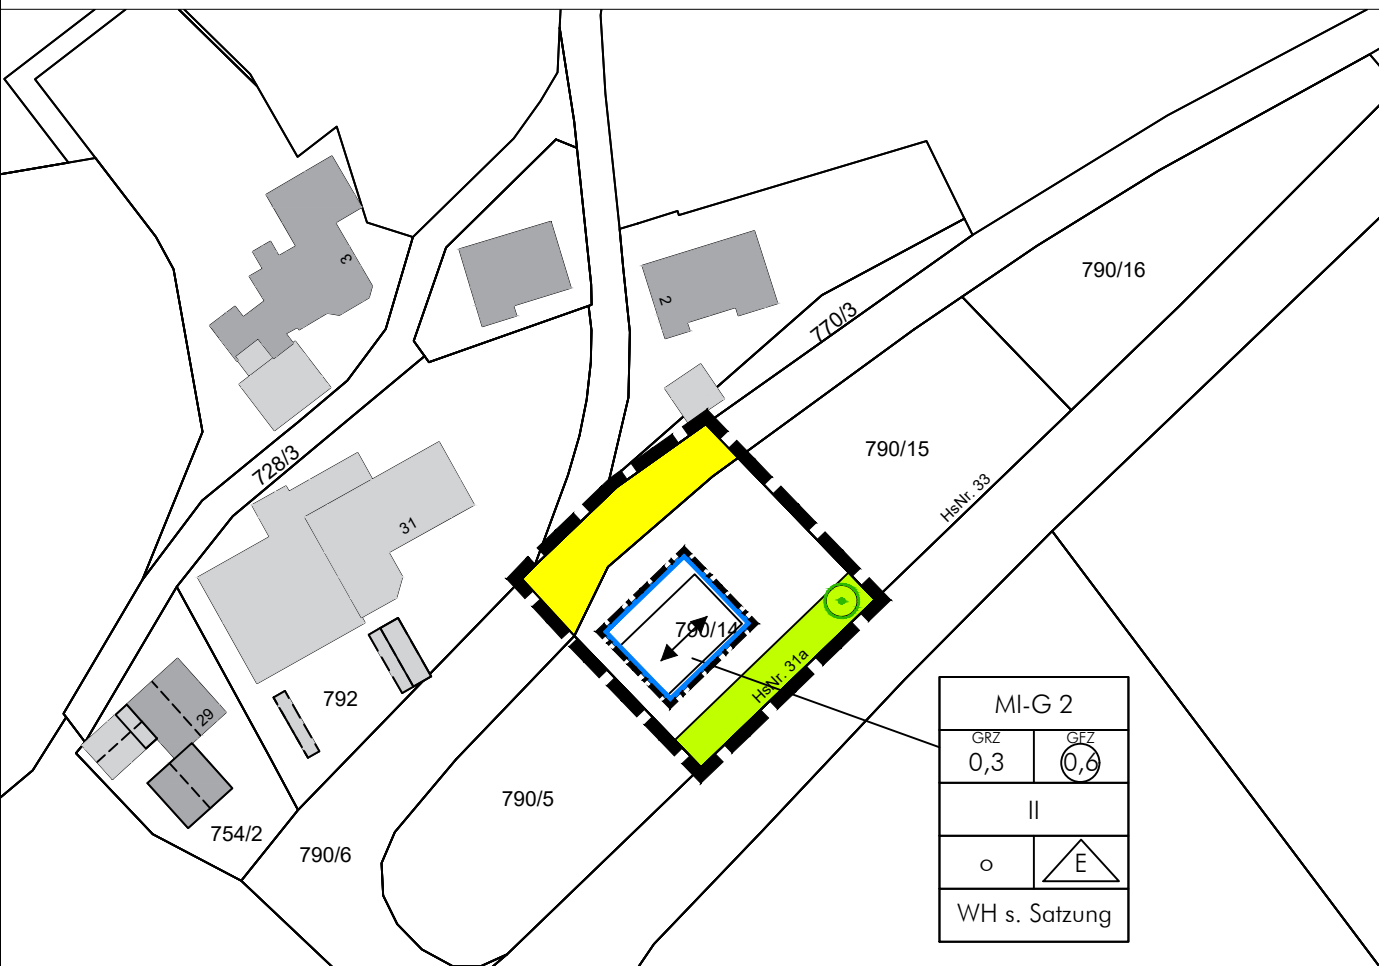 790/16
3
2
770/3
790/15
728/3
HsNr. 33
31
790/14
HsNr. 31a
792
29
MI-G 2
GRZ GFZ
0,3 0,6
II
o E
WH s. Satzung
790/5
754/2
790/6